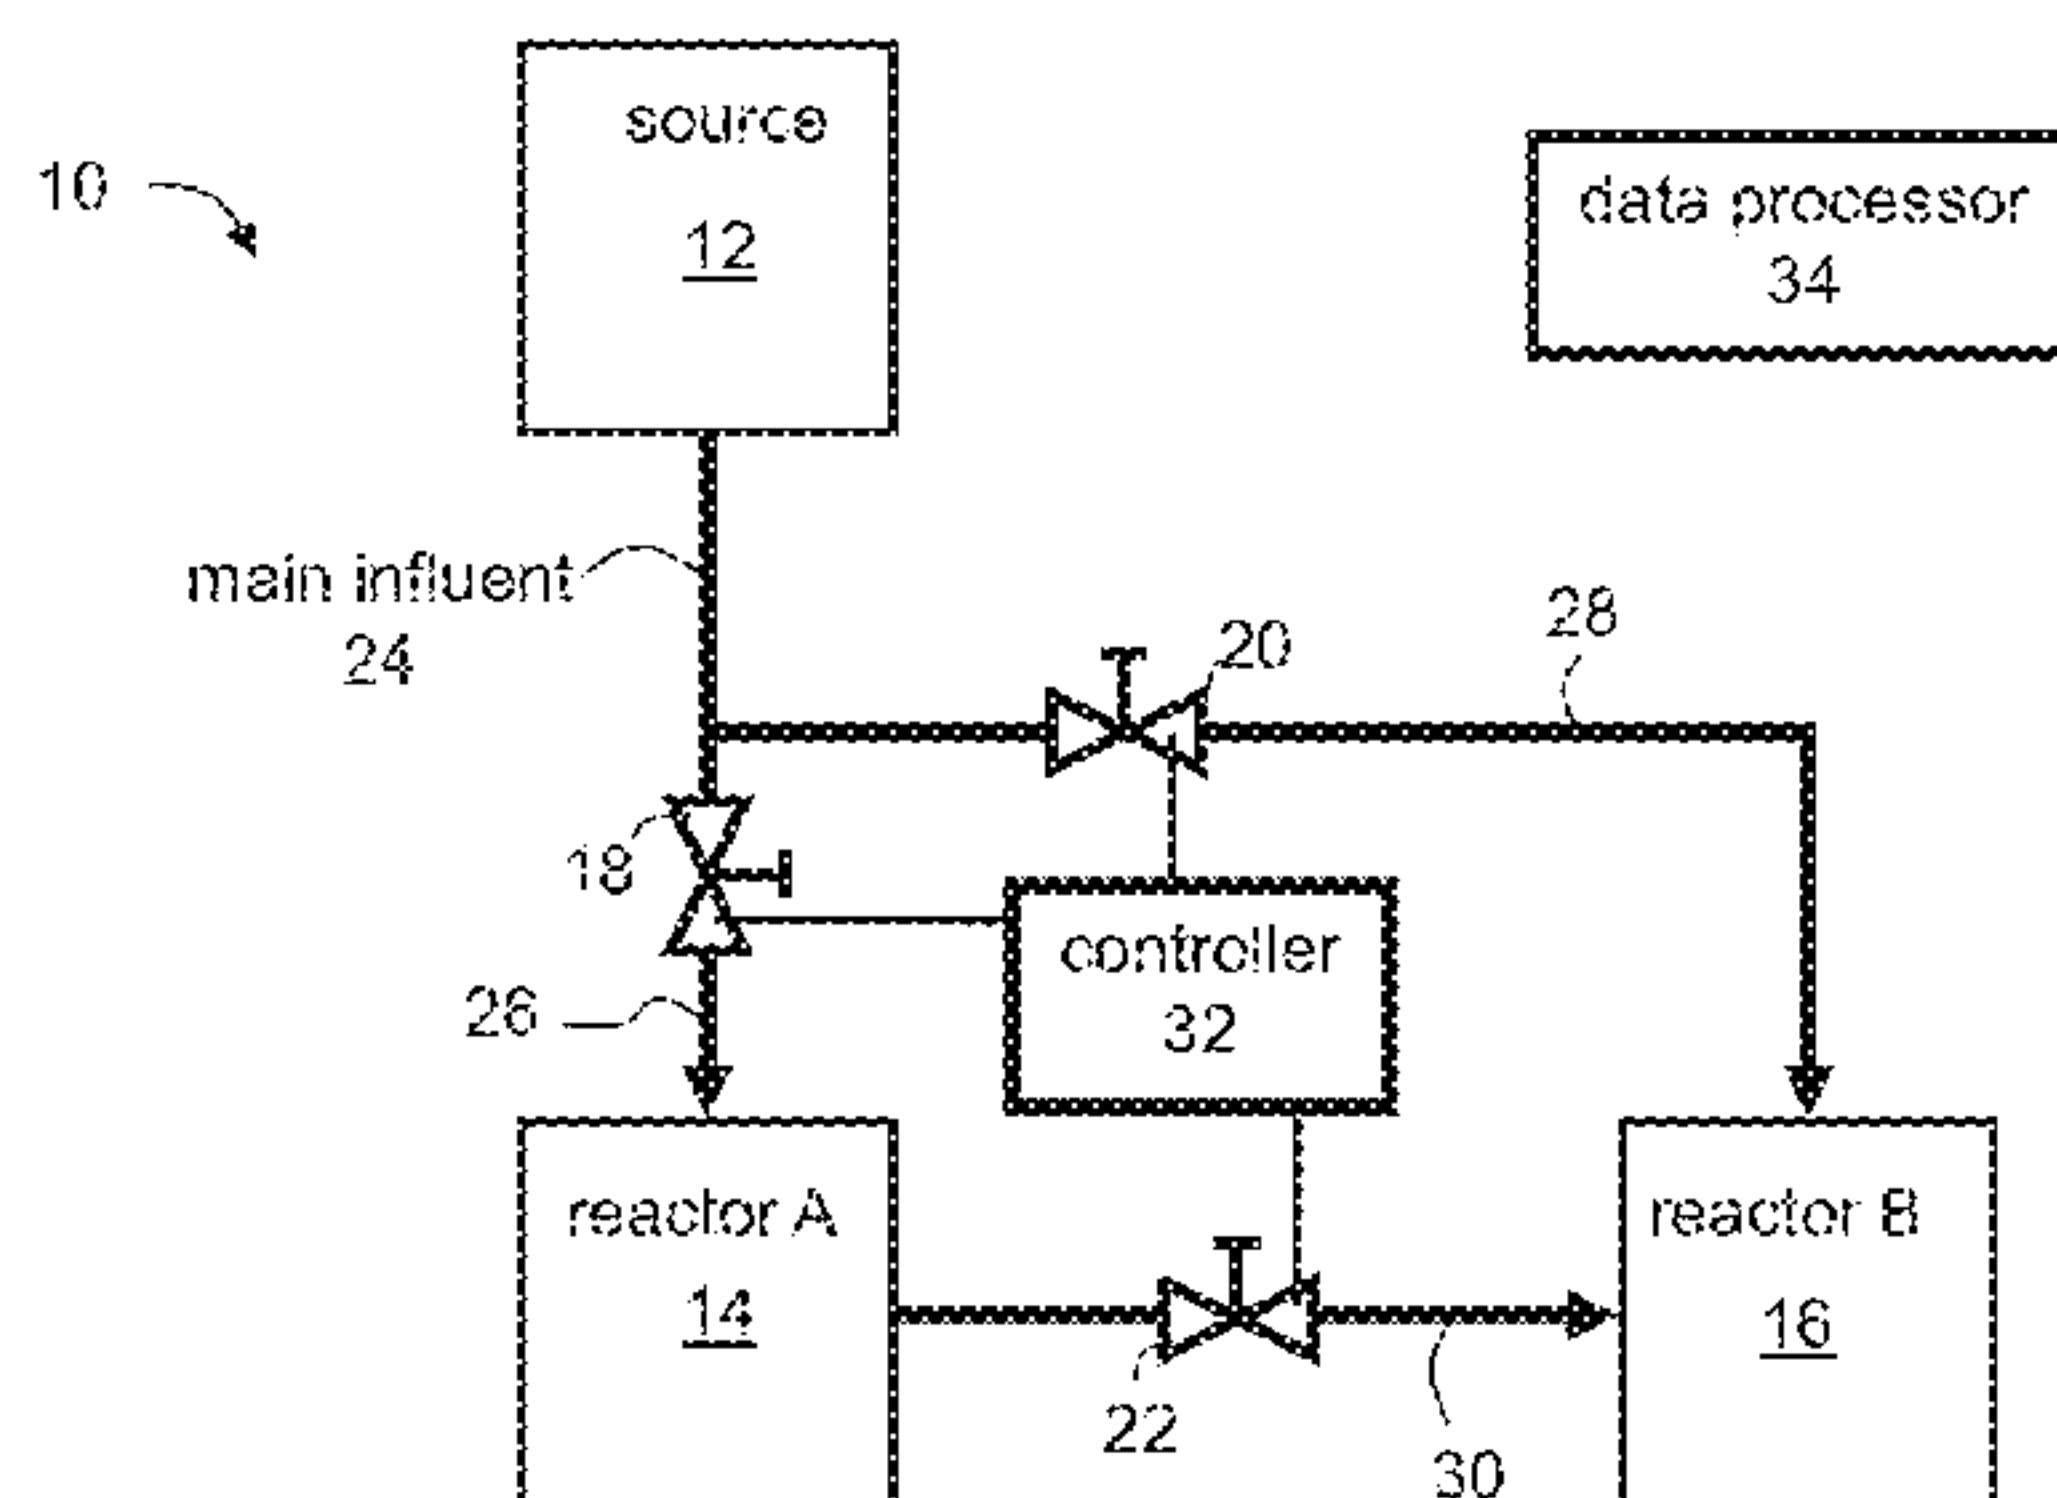 source
12
10
data processor
34
main influent
24
20
28
18
controller
32
26
reactor A
14
reactor B
16
22
30